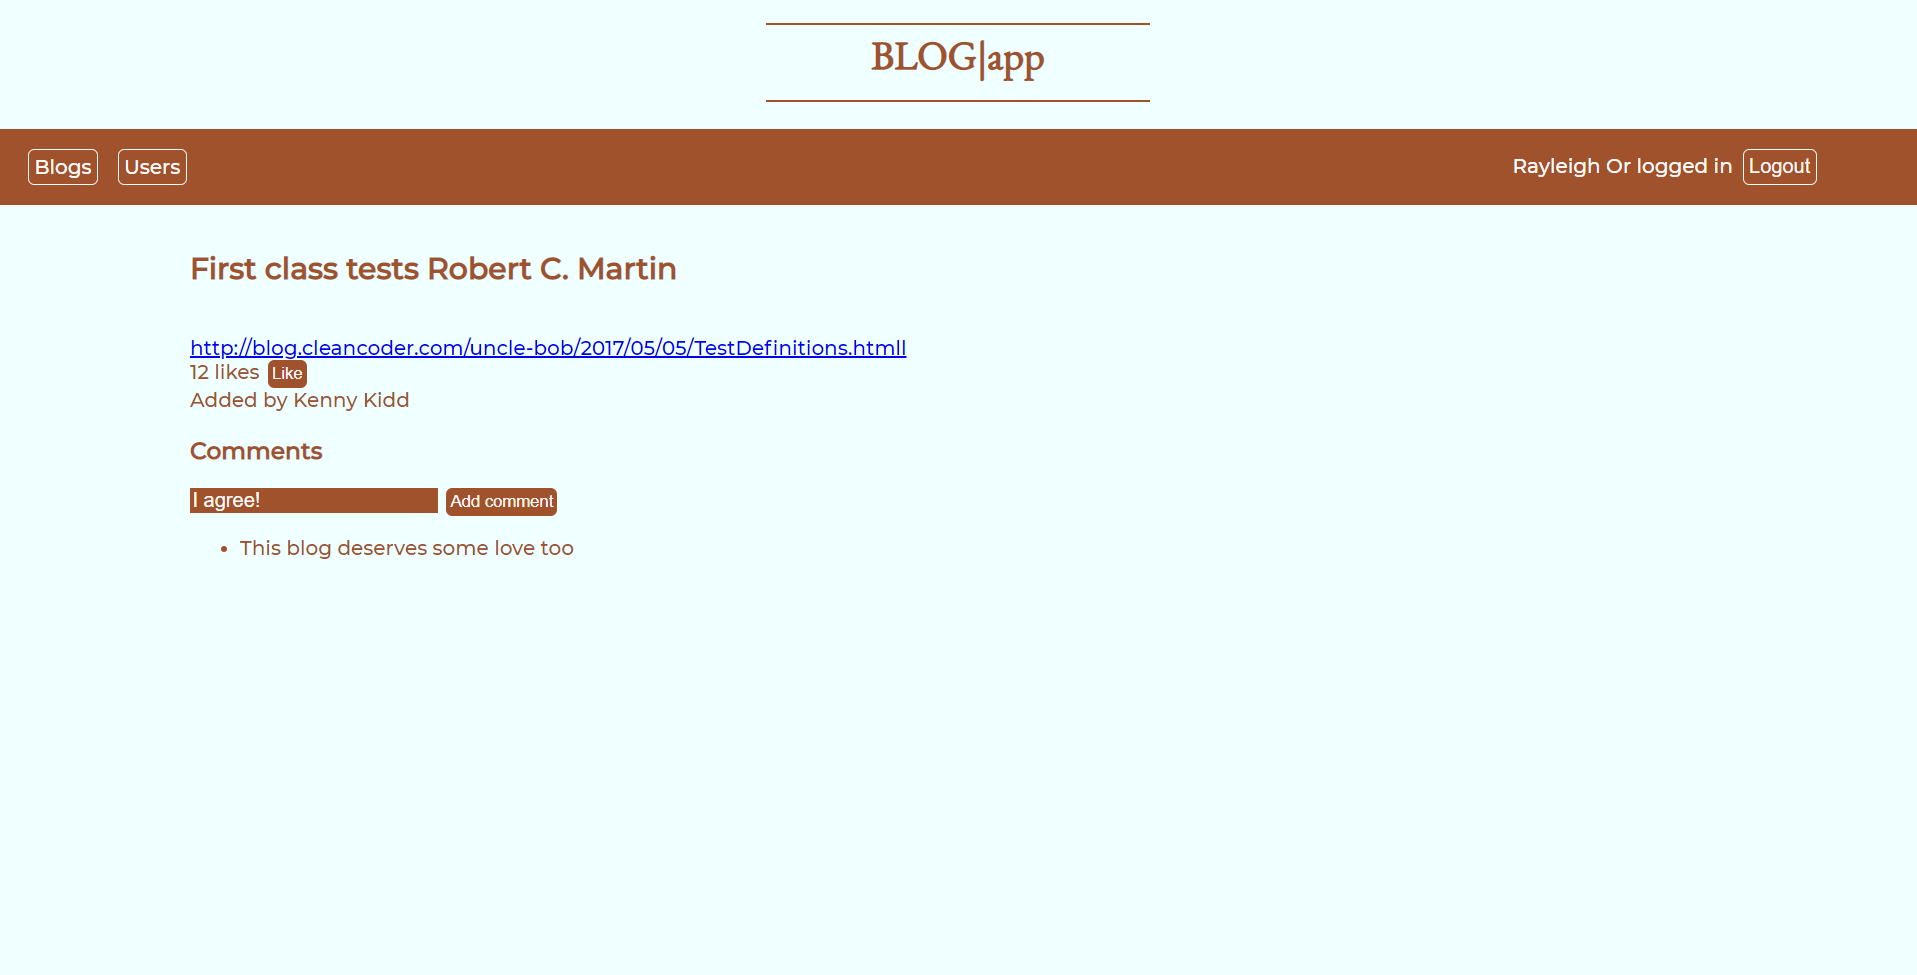 BLOG|app
Blogs Users Rayleigh Or logged in Logout
First class tests Robert C. Martin
http://blog.cleancoder.com/uncle-bob/2017/05/05/TestDefinitions.htmll
12 likes Like
Added by Kenny Kidd
Comments
I agree! Add comment
• This blog deserves some love too